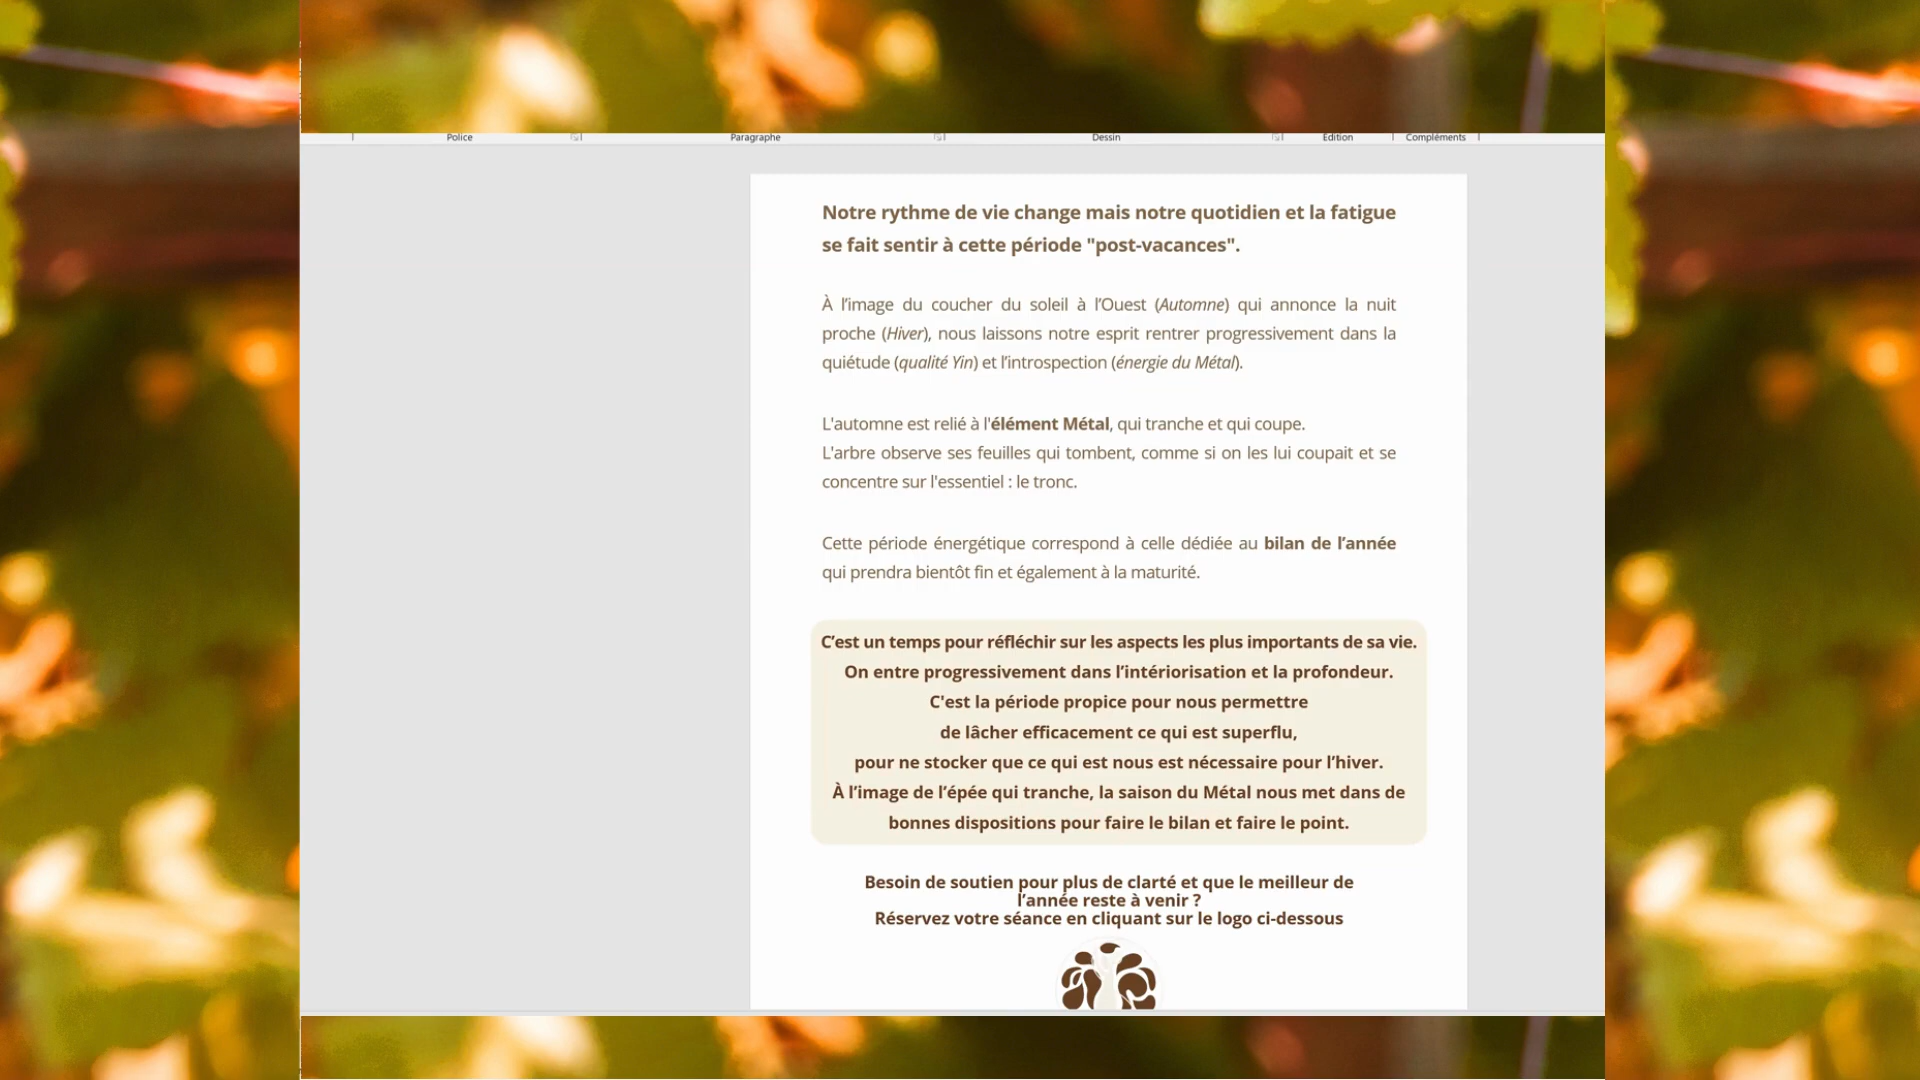 Police Paragraphe Dessin Edition Compléments
Notre rythme de vie change mais notre quotidien et la fatigue
se fait sentir à cette période "post-vacances".
À l’image du coucher du soleil à l’Ouest (Automne) qui annonce la nuit
proche (Hiver), nous laissons notre esprit rentrer progressivement dans la
quiétude (qualité Yin) et l’introspection (énergie du Métal).
L'automne est relié à l'élément Métal, qui tranche et qui coupe.
L'arbre observe ses feuilles qui tombent, comme si on les lui coupait et se
concentre sur l'essentiel : le tronc.
Cette période énergétique correspond à celle dédiée au bilan de l’année
qui prendra bientôt fin et également à la maturité.
C’est un temps pour réfléchir sur les aspects les plus importants de sa vie.
On entre progressivement dans l’intériorisation et la profondeur.
C'est la période propice pour nous permettre
de lâcher efficacement ce qui est superflu,
pour ne stocker que ce qui est nous est nécessaire pour l’hiver.
À l’image de l’épée qui tranche, la saison du Métal nous met dans de
bonnes dispositions pour faire le bilan et faire le point.
Besoin de soutien pour plus de clarté et que le meilleur de
l’année reste à venir ?
Réservez votre séance en cliquant sur le logo ci-dessous